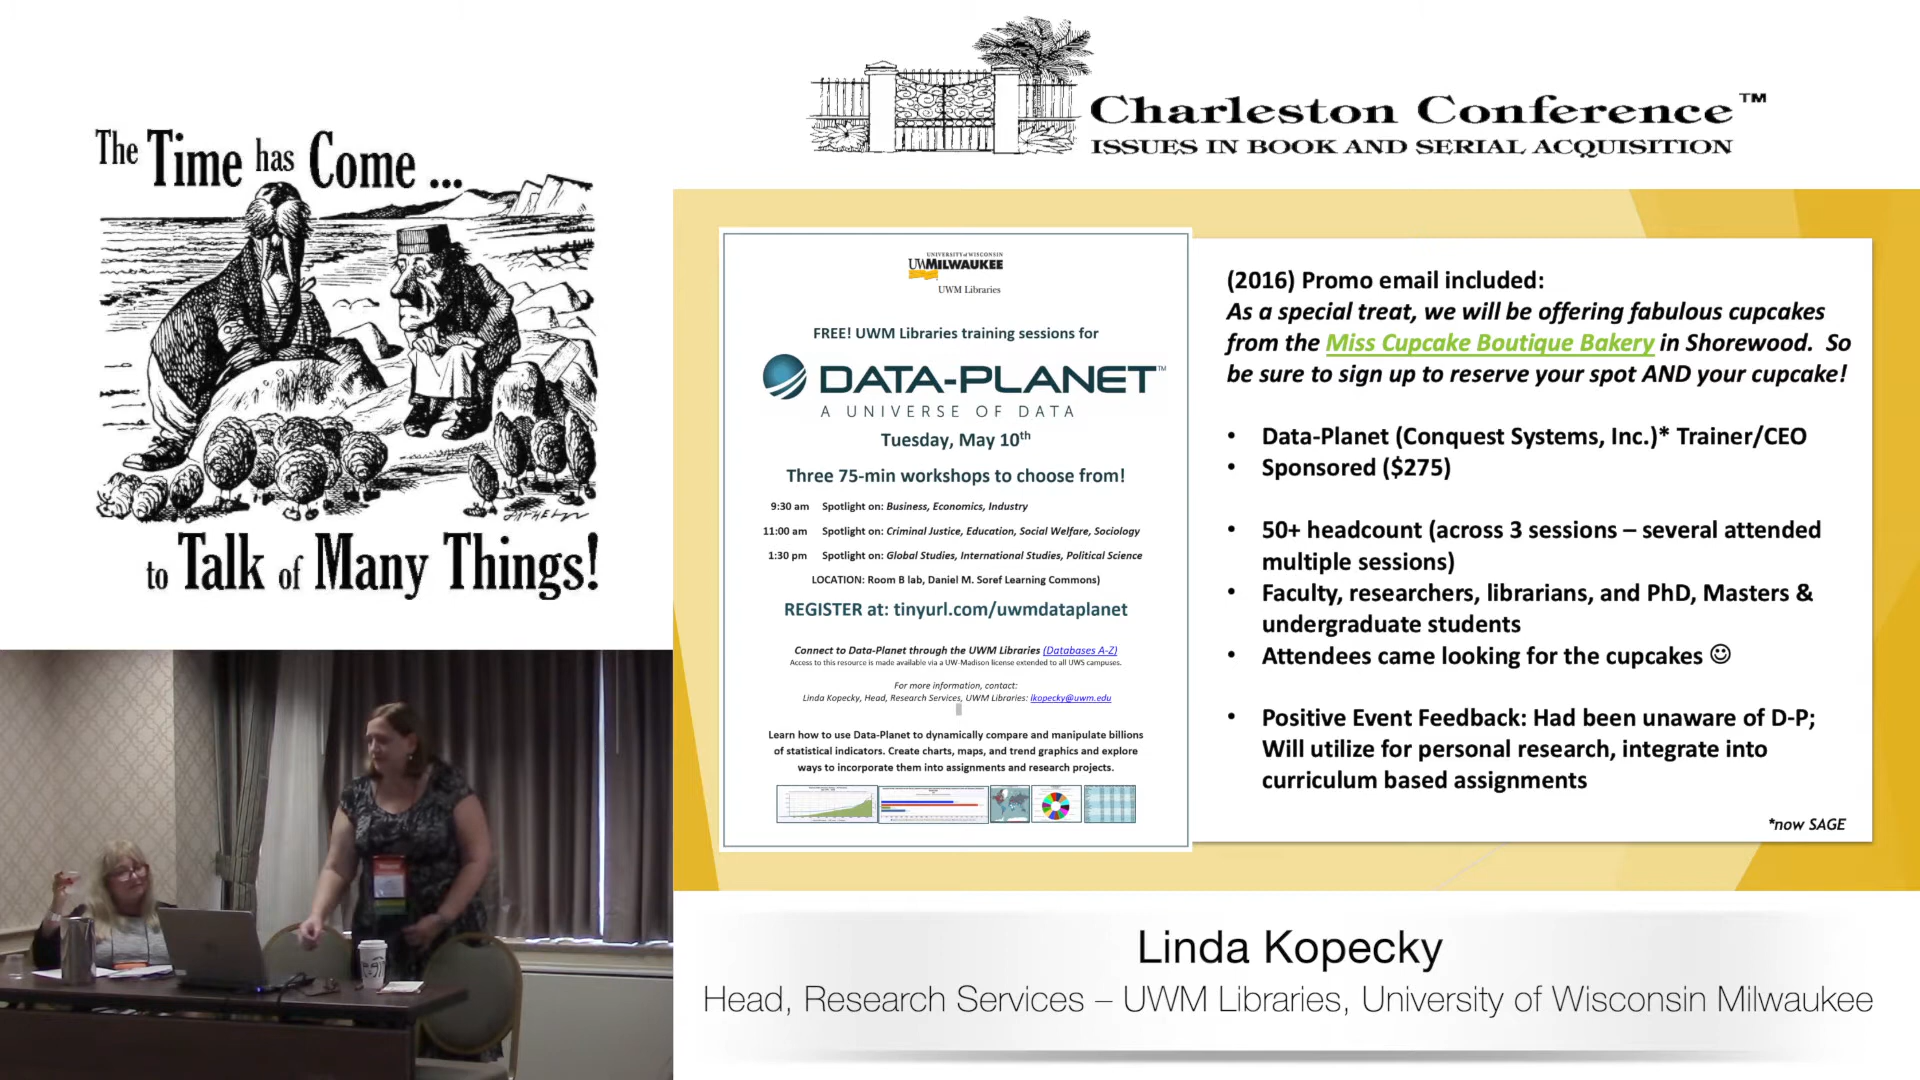 The Time has Come ...
to Talk of Many Things!
Charleston Conference™
ISSUES IN BOOK AND SERIAL ACQUISITION
UNIVERSITY of WISCONSIN
UWMILWAUKEE
UWM Libraries
FREE! UWM Libraries training sessions for
DATA-PLANET™
A UNIVERSE OF DATA
Tuesday, May 10th
Three 75-min workshops to choose from!
9:30 am Spotlight on: Business, Economics, Industry
11:00 am Spotlight on: Criminal Justice, Education, Social Welfare, Sociology
1:30 pm Spotlight on: Global Studies, International Studies, Political Science
LOCATION: Room B lab, Daniel M. Soref Learning Commons)
REGISTER at: tinyurl.com/uwmdataplanet
Connect to Data-Planet through the UWM Libraries (Databases A-Z)
Access to this resource is made available via a UW-Madison license extended to all UWS campuses.
For more information, contact:
Linda Kopecky, Head, Research Services, UWM Libraries: lkopecky@uwm.edu
Learn how to use Data-Planet to dynamically compare and manipulate billions
of statistical indicators. Create charts, maps, and trend graphics and explore
ways to incorporate them into assignments and research projects.
(2016) Promo email included:
As a special treat, we will be offering fabulous cupcakes
from the Miss Cupcake Boutique Bakery in Shorewood. So
be sure to sign up to reserve your spot AND your cupcake!
• Data-Planet (Conquest Systems, Inc.)* Trainer/CEO
• Sponsored ($275)
• 50+ headcount (across 3 sessions – several attended
multiple sessions)
• Faculty, researchers, librarians, and PhD, Masters &
undergraduate students
• Attendees came looking for the cupcakes ☺
• Positive Event Feedback: Had been unaware of D-P;
Will utilize for personal research, integrate into
curriculum based assignments
*now SAGE
Linda Kopecky
Head, Research Services – UWM Libraries, University of Wisconsin Milwaukee